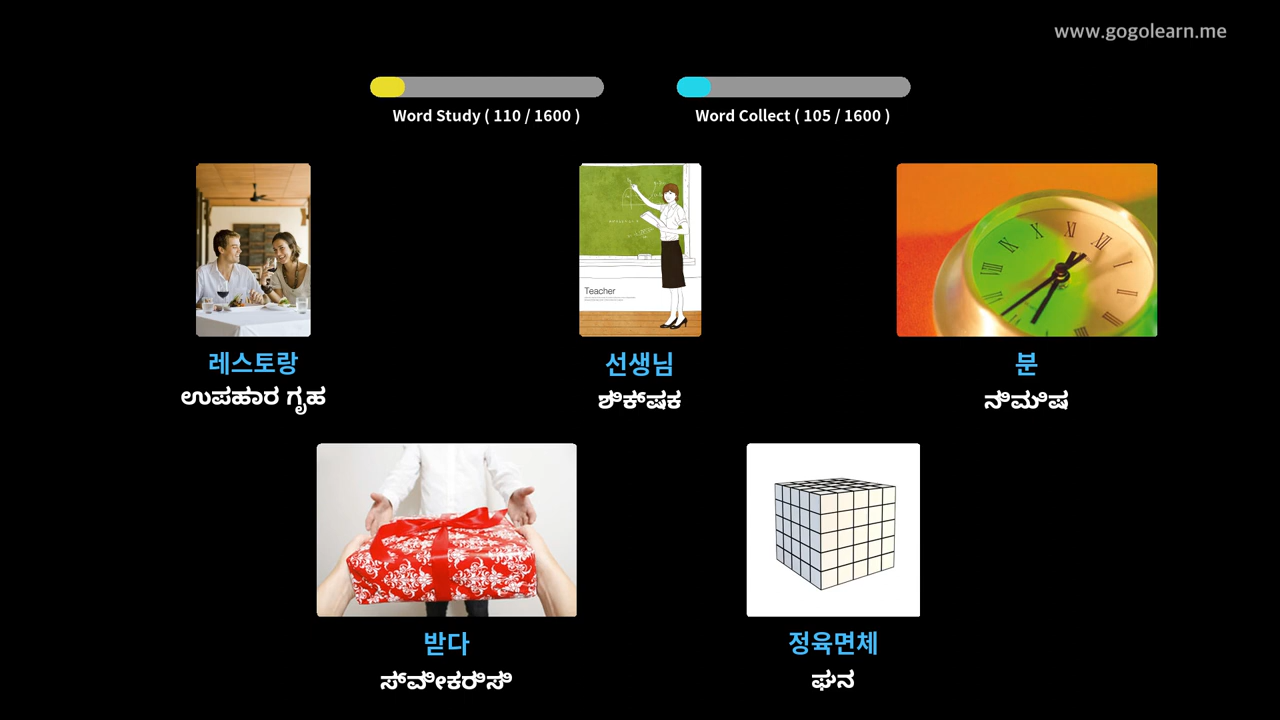 www.gogolearn.me
Word Study ( 110 / 1600 )
Word Collect ( 105 / 1600 )
Teacher
레스토랑
선생님
분
ಉಪಹಾರ ಗೃಹ
ಶಿಕ್ಷಕ
ನಿಮಿಷ
받다
정육면체
ಸ್ವೀಕರಿಸಿ
ಘನ